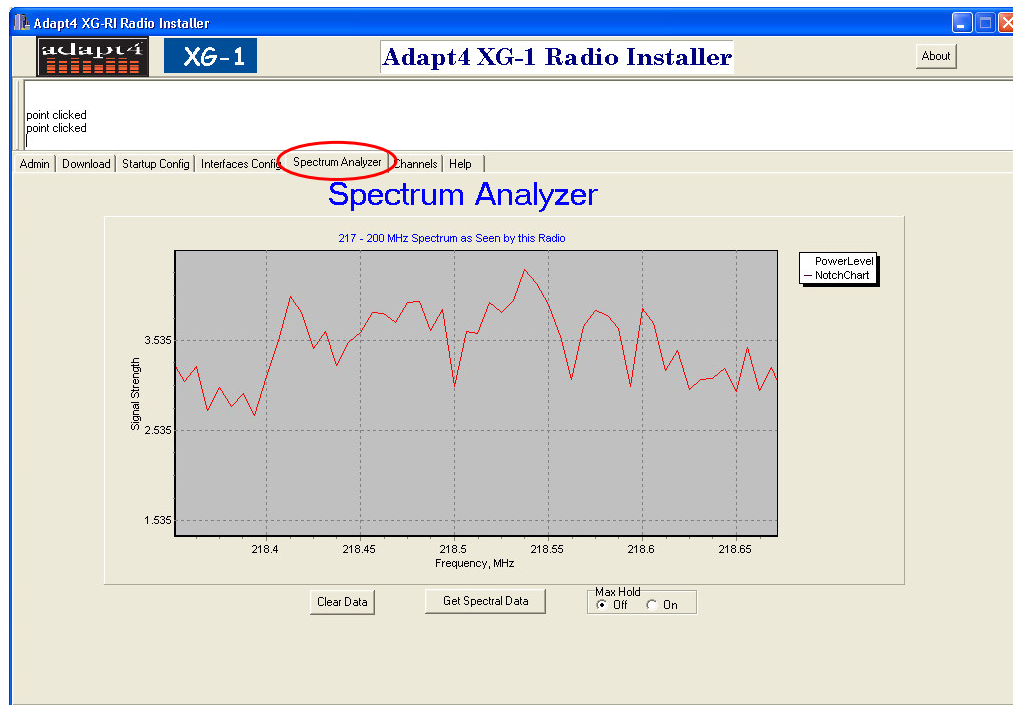 Adapt4 XG-RI Radio Installer
adapt4
XG-1
Adapt4 XG-1 Radio Installer
About
point clicked
point clicked
Admin Download Startup Config Interfaces Config Spectrum Analyzer Channels Help
Spectrum Analyzer
217 - 200 MHz Spectrum as Seen by this Radio
PowerLevel
NotchChart
3.535
2.535
1.535
Signal Strength
218.4 218.45 218.5 218.55 218.6 218.65
Frequency, MHz
Clear Data
Get Spectral Data
Max Hold
Off On